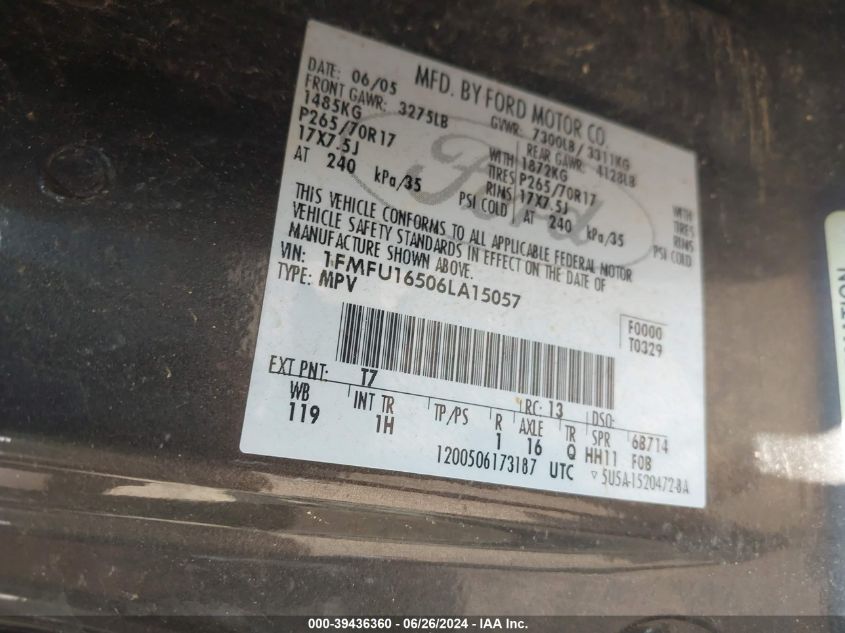 MFD. BY FORD MOTOR CO.
DATE: 06/05 GVWR: 7300LB / 3311KG
FRONT GAWR: 3275LB REAR GAWR: 4128LB
1485KG WITH 1872KG WITH
P265/70R17 TIRES P265/70R17 TIRES
17X7.5J RIMS 17X7.5J RIMS
AT 240 kPa/35 PSI COLD AT 240 kPa/35 PSI COLD
Ford
THIS VEHICLE CONFORMS TO ALL APPLICABLE FEDERAL MOTOR
VEHICLE SAFETY STANDARDS IN EFFECT ON THE DATE OF
MANUFACTURE SHOWN ABOVE.
VIN: 1FMFU16506LA15057
TYPE: MPV
F0000
T0329
EXT PNT: T7 RC: 13 DSO:
WB INT TR TP/PS R AXLE TR SPR 6B714
119 1H 1 16 Q HH11 FOB
1200506173187 UTC
5U5A-1520472-BA
000-39436360 - 06/26/2024 - IAA Inc.